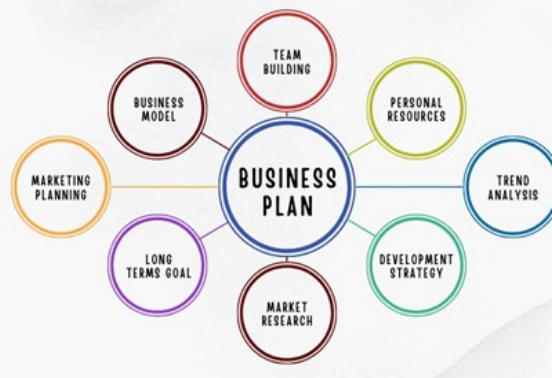 TEAM
BUILDING
BUSINESS
MODEL
PERSONAL
RESOURCES
MARKETING
PLANNING
BUSINESS
PLAN
TREND
ANALYSIS
LONG
TERMS GOAL
DEVELOPMENT
STRATEGY
MARKET
RESEARCH